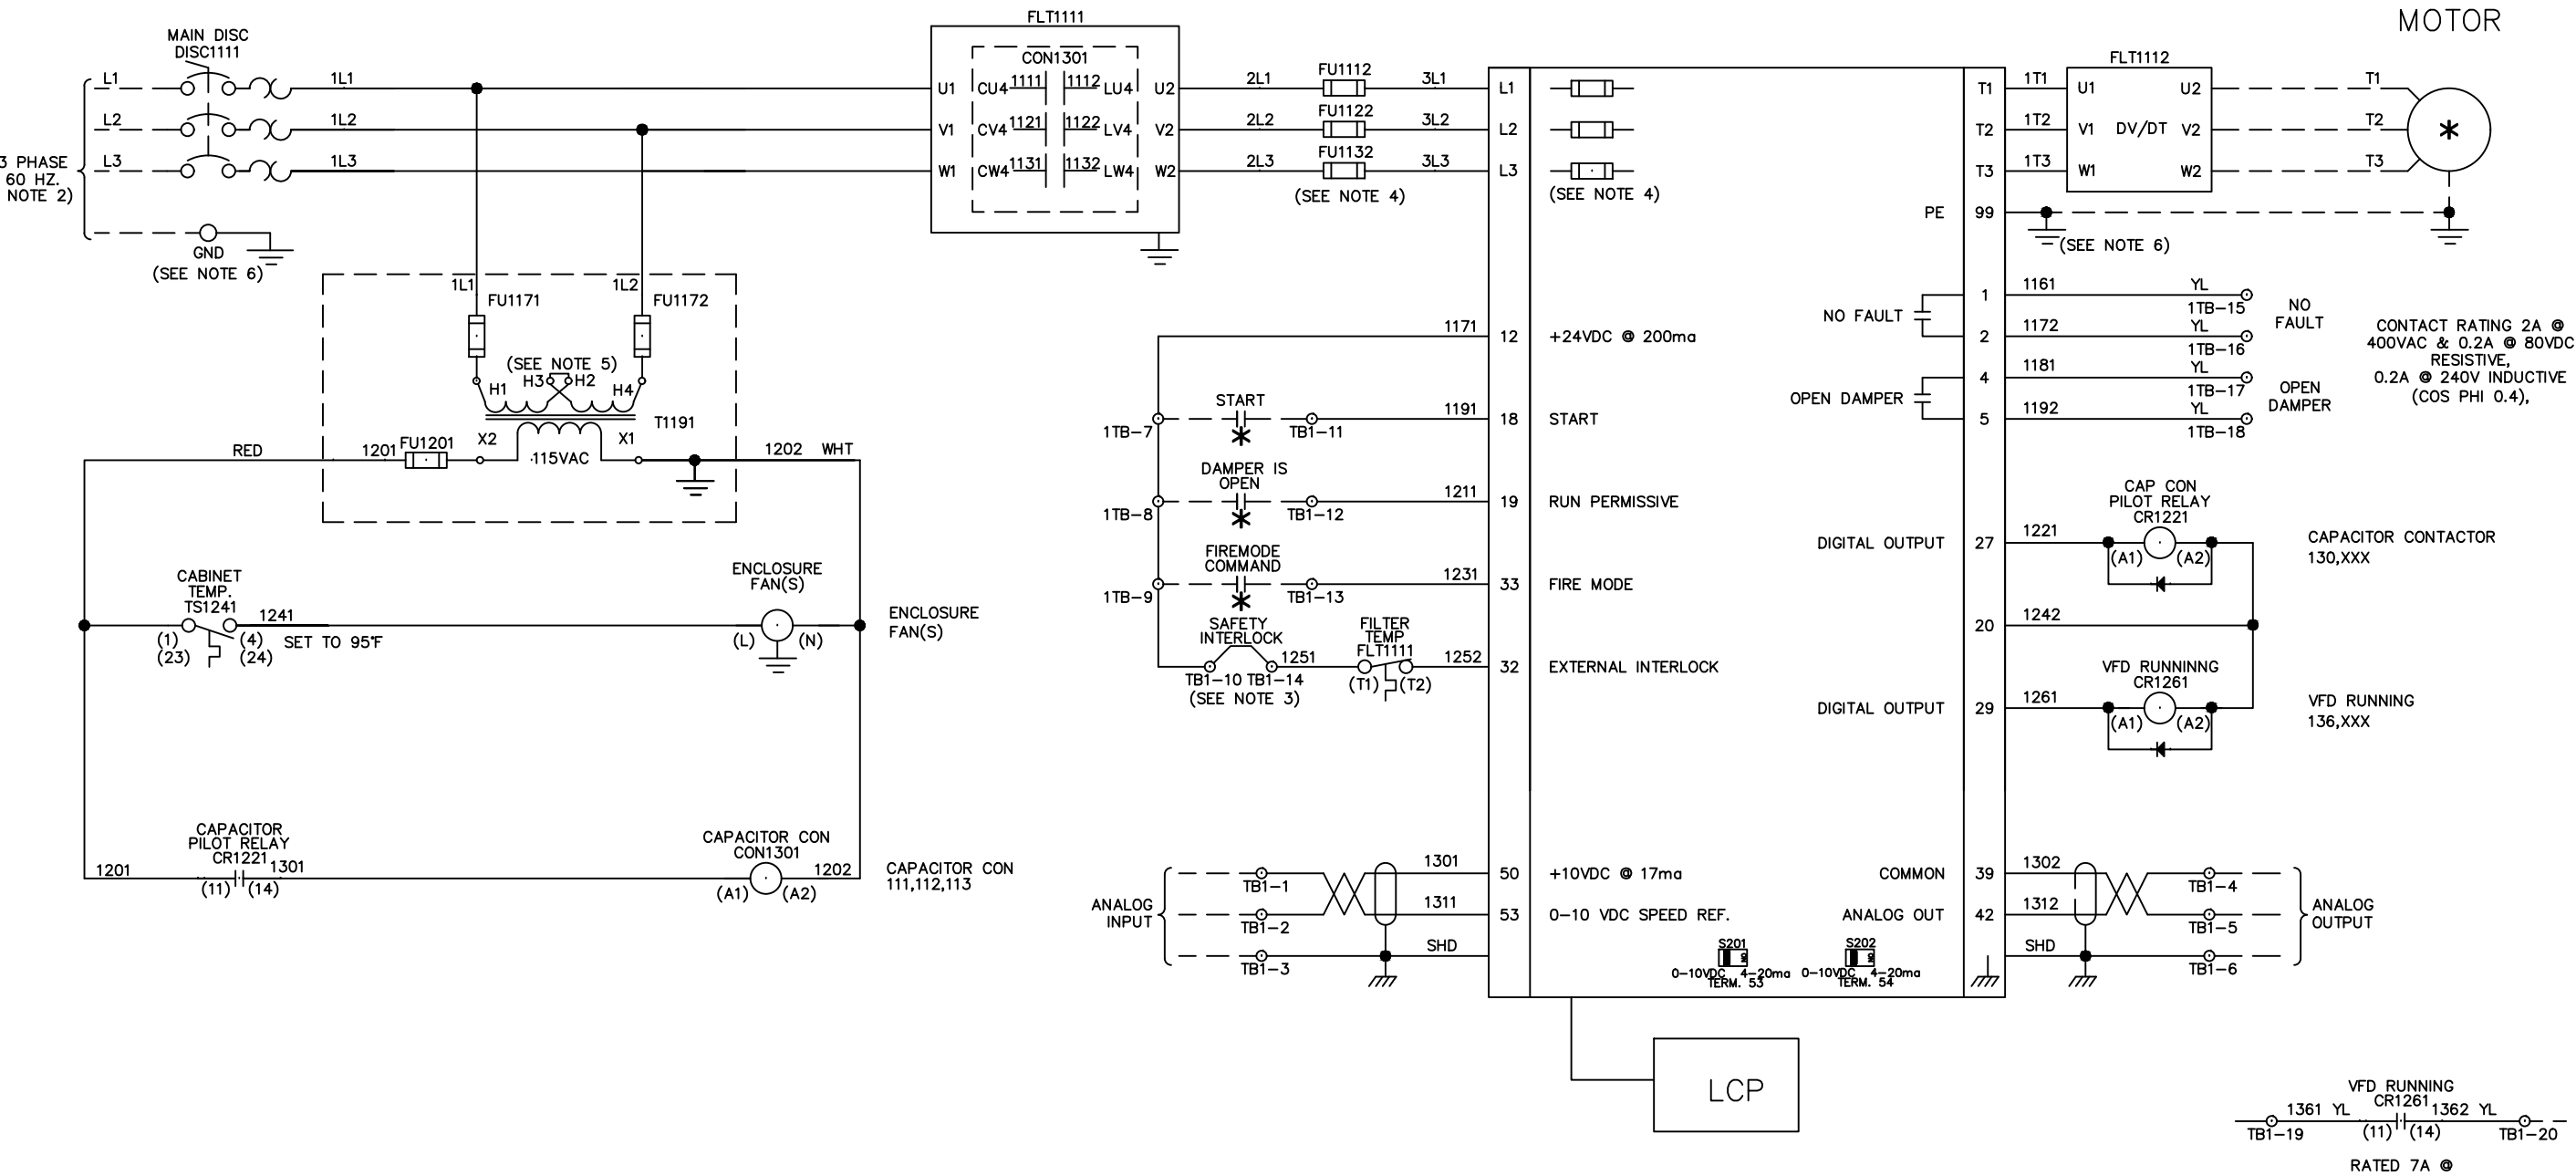 MOTOR
MAIN DISC
DISC1111
L1
1L1
L2
1L2
L3
1L3
3 PHASE
60 HZ.
NOTE 2)
GND
(SEE NOTE 6)
FLT1111
CON1301
U1 CU4 1111 1112 LU4 U2
V1 CV4 1121 1122 LV4 V2
W1 CW4 1131 1132 LW4 W2
2L1 FU1112 3L1
2L2 FU1122 3L2
2L3 FU1132 3L3
(SEE NOTE 4)
L1
L2
L3
(SEE NOTE 4)
T1 1T1
T2 1T2
T3 1T3
PE 99
(SEE NOTE 6)
FLT1112
U1 U2
V1 DV/DT V2
W1 W2
T1
T2
T3
1L1 FU1171
1L2 FU1172
(SEE NOTE 5)
H1 H3 H2 H4
T1191
RED
1201 FU1201 X2
115VAC
X1
1202 WHT
CABINET
TEMP.
TS1241
1241
(1) (4)
(23) (24)
SET TO 95°F
ENCLOSURE
FAN(S)
(L) (N)
ENCLOSURE
FAN(S)
CAPACITOR
PILOT RELAY
CR1221
1201 1301
(11) (14)
CAPACITOR CON
CON1301
(A1) (A2)
1202
CAPACITOR CON
111,112,113
1171 12 +24VDC @ 200ma
START
1TB-7 TB1-11
1191 18 START
DAMPER IS
OPEN
1TB-8 TB1-12
1211 19 RUN PERMISSIVE
FIREMODE
COMMAND
1TB-9 TB1-13
1231 33 FIRE MODE
SAFETY
INTERLOCK
TB1-10 TB1-14
(SEE NOTE 3)
1251
FILTER
TEMP
FLT1111
(T1) (T2)
1252 32 EXTERNAL INTERLOCK
NO FAULT
1 1161 YL
1TB-15
2 1172 YL
1TB-16
NO
FAULT
OPEN DAMPER
4 1181 YL
1TB-17
5 1192 YL
1TB-18
OPEN
DAMPER
CONTACT RATING 2A @
400VAC & 0.2A @ 80VDC
RESISTIVE,
0.2A @ 240V INDUCTIVE
(COS PHI 0.4),
CAP CON
PILOT RELAY
CR1221
DIGITAL OUTPUT 27 1221
(A1) (A2)
CAPACITOR CONTACTOR
130,XXX
20 1242
VFD RUNNINNG
CR1261
DIGITAL OUTPUT 29 1261
(A1) (A2)
VFD RUNNING
136,XXX
ANALOG
INPUT
TB1-1
TB1-2
TB1-3
1301 50 +10VDC @ 17ma
1311 53 0-10 VDC SPEED REF.
SHD
COMMON 39 1302
ANALOG OUT 42 1312
SHD
TB1-4
TB1-5
TB1-6
ANALOG
OUTPUT
S201
ON
0-10VDC 4-20ma
TERM. 53
S202
ON
0-10VDC 4-20ma
TERM. 54
LCP
VFD RUNNING
CR1261
1361 YL 1362 YL
TB1-19 (11) (14) TB1-20
RATED 7A @